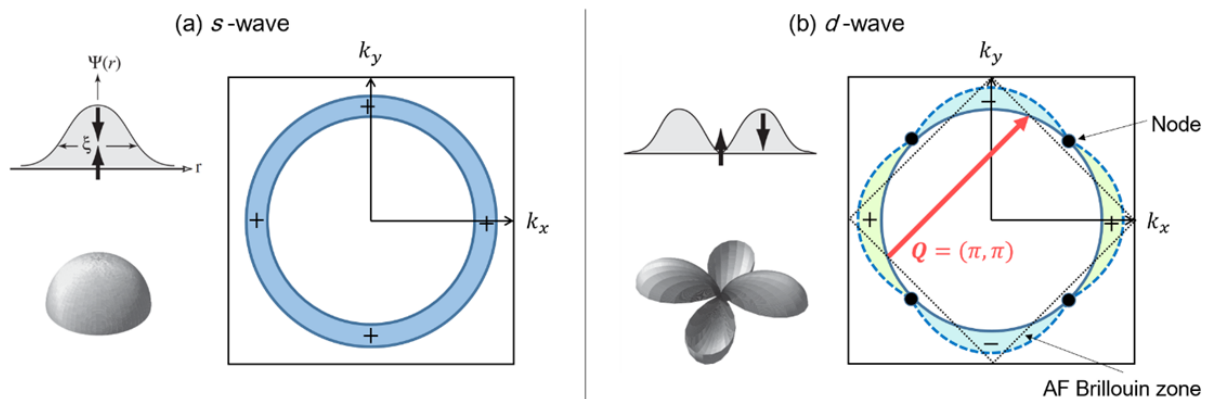 (a) s-wave
Ψ(r)
ξ
r
k_y
k_x
+
+
+
+
(b) d-wave
k_y
k_x
−
+
+
−
Q = (π, π)
Node
AF Brillouin zone